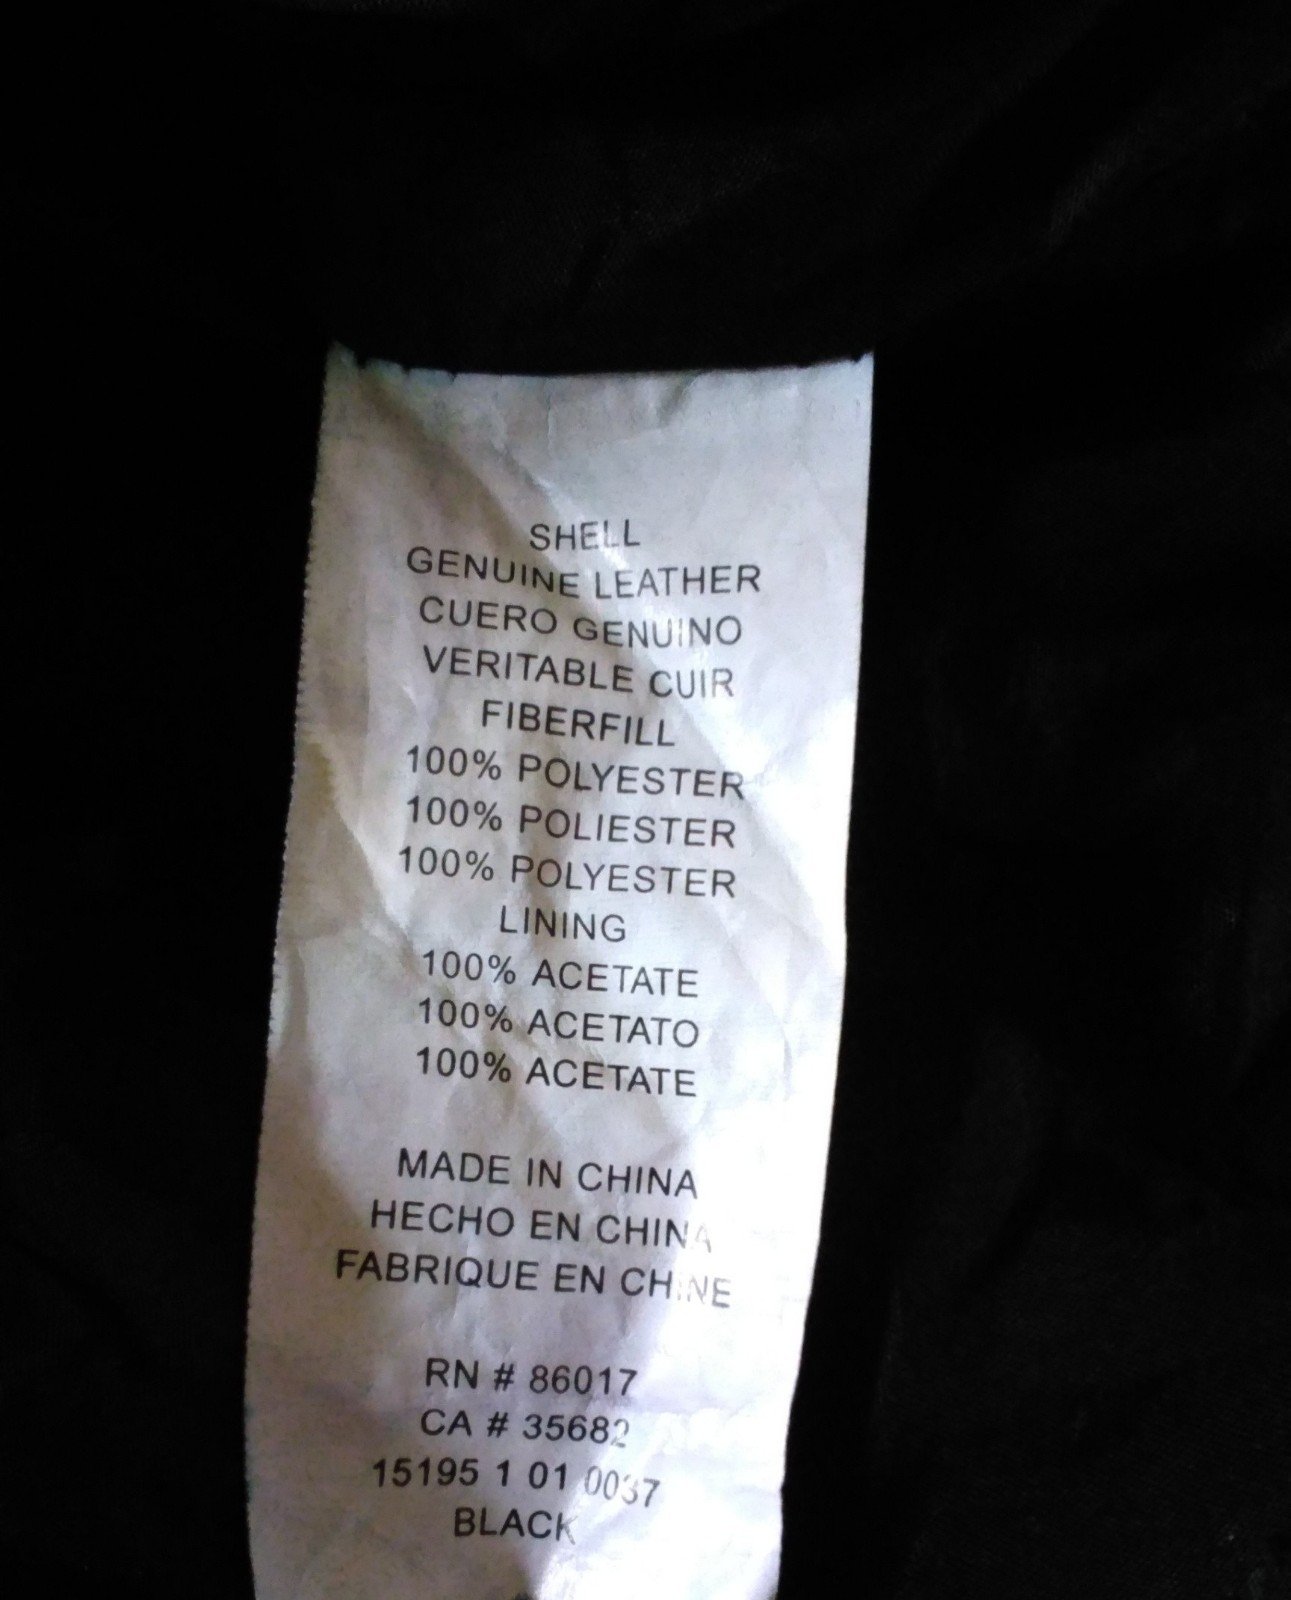 SHELL
GENUINE LEATHER
CUERO GENUINO
VERITABLE CUIR
FIBERFILL
100% POLYESTER
100% POLIESTER
100% POLYESTER
LINING
100% ACETATE
100% ACETATO
100% ACETATE
MADE IN CHINA
HECHO EN CHINA
FABRIQUE EN CHINE
RN # 86017
CA # 35682
15195 1 01 0037
BLACK